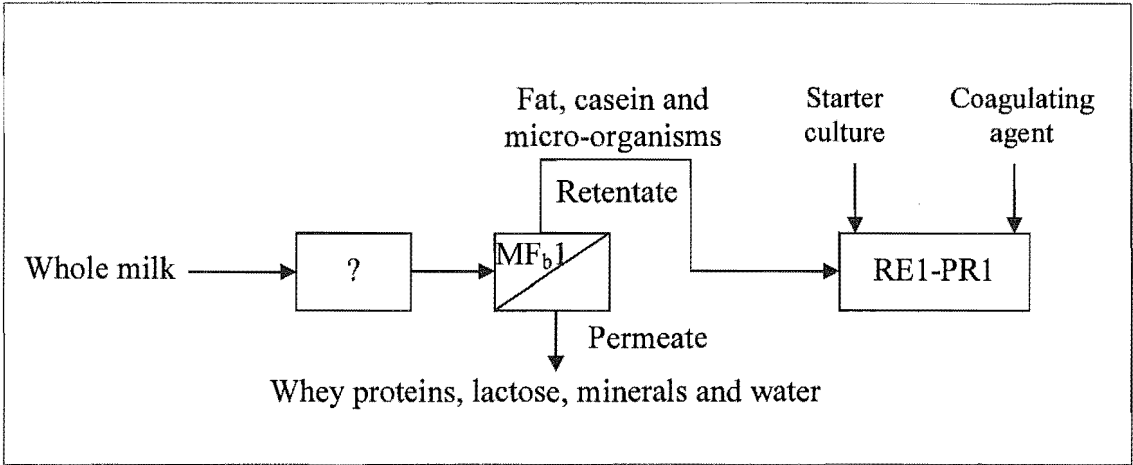 Fat, casein and
micro-organisms
Starter
culture
Coagulating
agent
Retentate
Whole milk
?
MFb1
RE1-PR1
Permeate
Whey proteins, lactose, minerals and water